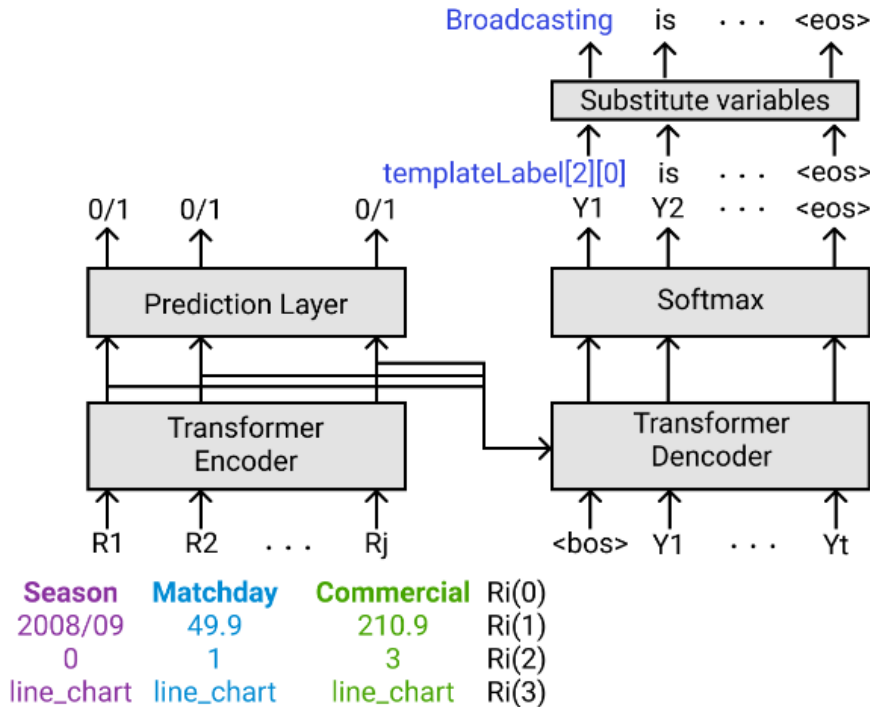 Broadcasting is . . . <eos>
Substitute variables
templateLabel[2][0] is . . . <eos>
0/1 0/1 0/1 Y1 Y2 . . . <eos>
Prediction Layer Softmax
Transformer Encoder
Transformer Dencoder
R1 R2 . . . Rj <bos> Y1 . . . Yt
Season Matchday Commercial Ri(0)
2008/09 49.9 210.9 Ri(1)
0 1 3 Ri(2)
line_chart line_chart line_chart Ri(3)